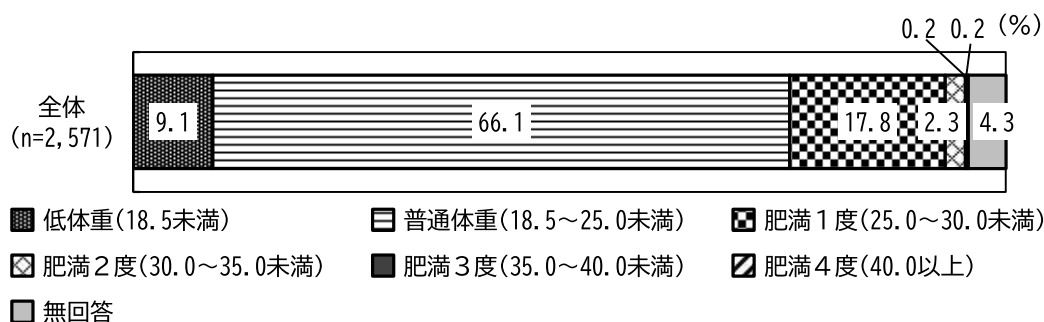 0.2 0.2 (%)
全体
(n=2,571)
9.1 66.1 17.8 2.3 4.3
低体重(18.5未満) 普通体重(18.5～25.0未満) 肥満１度(25.0～30.0未満)
肥満２度(30.0～35.0未満) 肥満３度(35.0～40.0未満) 肥満４度(40.0以上)
無回答